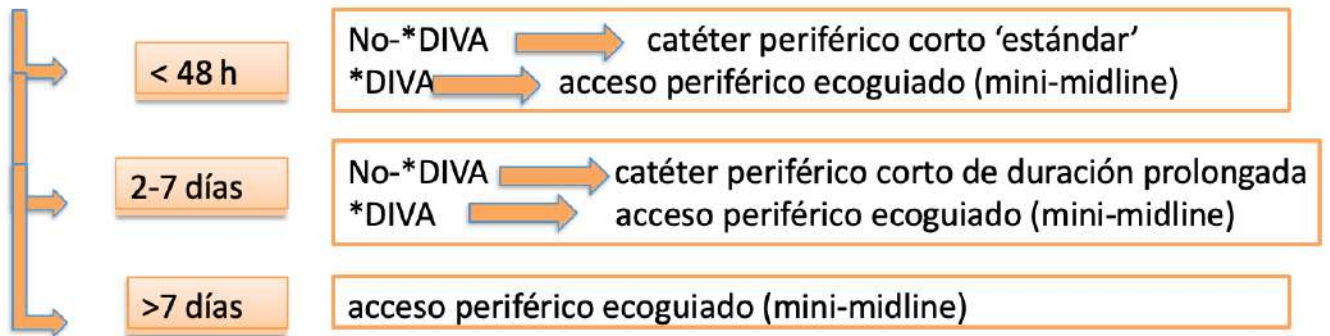 < 48 h
No-*DIVA catéter periférico corto ‘estándar’
*DIVA acceso periférico ecoguiado (mini-midline)
2-7 días
No-*DIVA catéter periférico corto de duración prolongada
*DIVA acceso periférico ecoguiado (mini-midline)
>7 días
acceso periférico ecoguiado (mini-midline)